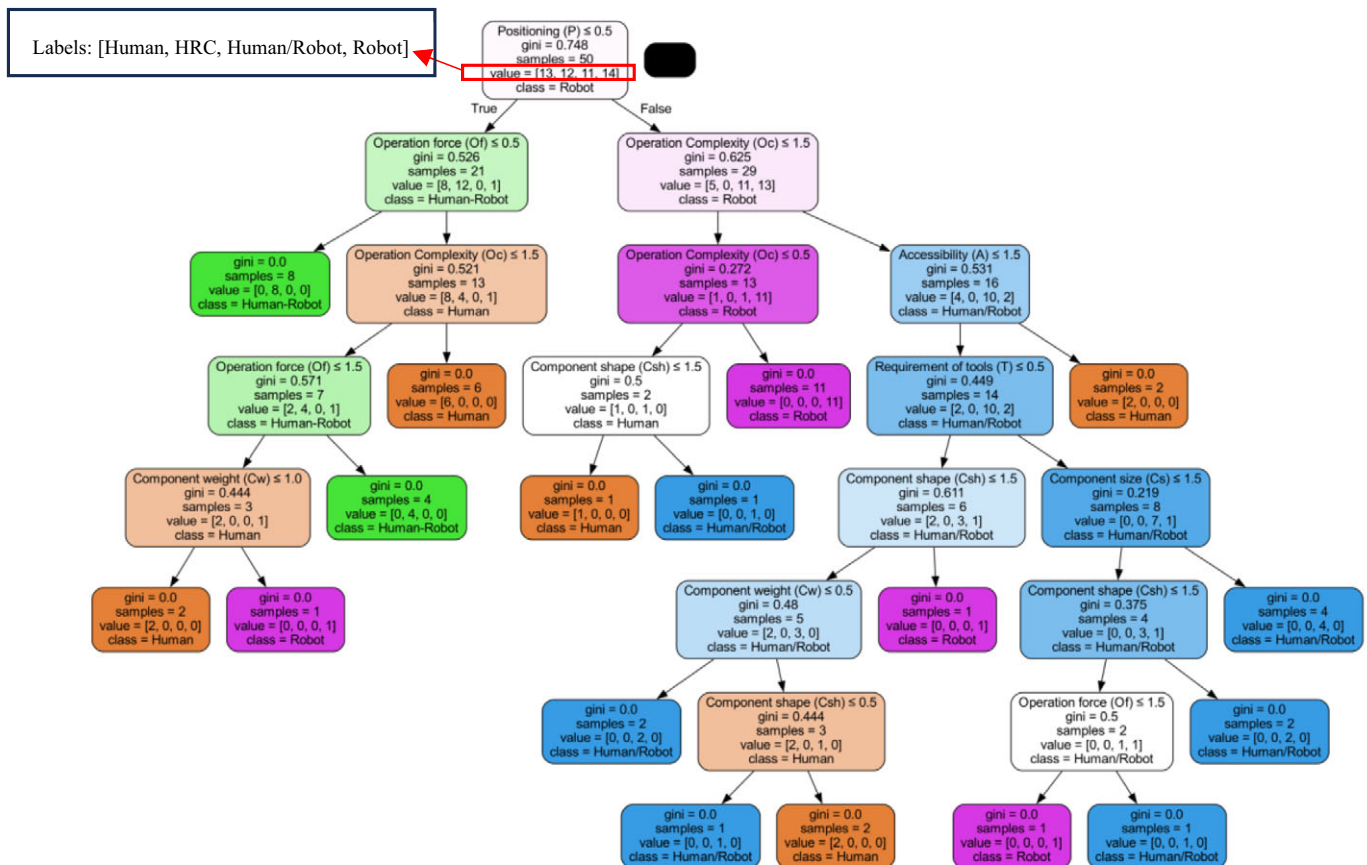 Labels: [Human, HRC, Human/Robot, Robot]
Positioning (P) ≤ 0.5
gini = 0.748
samples = 50
value = [13, 12, 11, 14]
class = Robot
True
False
Operation force (Of) ≤ 0.5
gini = 0.526
samples = 21
value = [8, 12, 0, 1]
class = Human-Robot
Operation Complexity (Oc) ≤ 1.5
gini = 0.625
samples = 29
value = [5, 0, 11, 13]
class = Robot
gini = 0.0
samples = 8
value = [0, 8, 0, 0]
class = Human-Robot
Operation Complexity (Oc) ≤ 1.5
gini = 0.521
samples = 13
value = [8, 4, 0, 1]
class = Human
Operation Complexity (Oc) ≤ 0.5
gini = 0.272
samples = 13
value = [1, 0, 1, 11]
class = Robot
Accessibility (A) ≤ 1.5
gini = 0.531
samples = 16
value = [4, 0, 10, 2]
class = Human/Robot
Operation force (Of) ≤ 1.5
gini = 0.571
samples = 7
value = [2, 4, 0, 1]
class = Human-Robot
gini = 0.0
samples = 6
value = [6, 0, 0, 0]
class = Human
Component shape (Csh) ≤ 1.5
gini = 0.5
samples = 2
value = [1, 0, 1, 0]
class = Human
gini = 0.0
samples = 11
value = [0, 0, 0, 11]
class = Robot
Requirement of tools (T) ≤ 0.5
gini = 0.449
samples = 14
value = [2, 0, 10, 2]
class = Human/Robot
gini = 0.0
samples = 2
value = [2, 0, 0, 0]
class = Human
Component weight (Cw) ≤ 1.0
gini = 0.444
samples = 3
value = [2, 0, 0, 1]
class = Human
gini = 0.0
samples = 4
value = [0, 4, 0, 0]
class = Human-Robot
gini = 0.0
samples = 1
value = [1, 0, 0, 0]
class = Human
gini = 0.0
samples = 1
value = [0, 0, 1, 0]
class = Human/Robot
Component shape (Csh) ≤ 1.5
gini = 0.611
samples = 6
value = [2, 0, 3, 1]
class = Human/Robot
Component size (Cs) ≤ 1.5
gini = 0.219
samples = 8
value = [0, 0, 7, 1]
class = Human/Robot
gini = 0.0
samples = 2
value = [2, 0, 0, 0]
class = Human
gini = 0.0
samples = 1
value = [0, 0, 0, 1]
class = Robot
Component weight (Cw) ≤ 0.5
gini = 0.48
samples = 5
value = [2, 0, 3, 0]
class = Human/Robot
gini = 0.0
samples = 1
value = [0, 0, 0, 1]
class = Robot
Component shape (Csh) ≤ 1.5
gini = 0.375
samples = 4
value = [0, 0, 3, 1]
class = Human/Robot
gini = 0.0
samples = 4
value = [0, 0, 4, 0]
class = Human/Robot
gini = 0.0
samples = 2
value = [0, 0, 2, 0]
class = Human/Robot
Component shape (Csh) ≤ 0.5
gini = 0.444
samples = 3
value = [2, 0, 1, 0]
class = Human
Operation force (Of) ≤ 1.5
gini = 0.5
samples = 2
value = [0, 0, 1, 1]
class = Human/Robot
gini = 0.0
samples = 2
value = [0, 0, 2, 0]
class = Human/Robot
gini = 0.0
samples = 1
value = [0, 0, 1, 0]
class = Human/Robot
gini = 0.0
samples = 2
value = [2, 0, 0, 0]
class = Human
gini = 0.0
samples = 1
value = [0, 0, 0, 1]
class = Robot
gini = 0.0
samples = 1
value = [0, 0, 1, 0]
class = Human/Robot